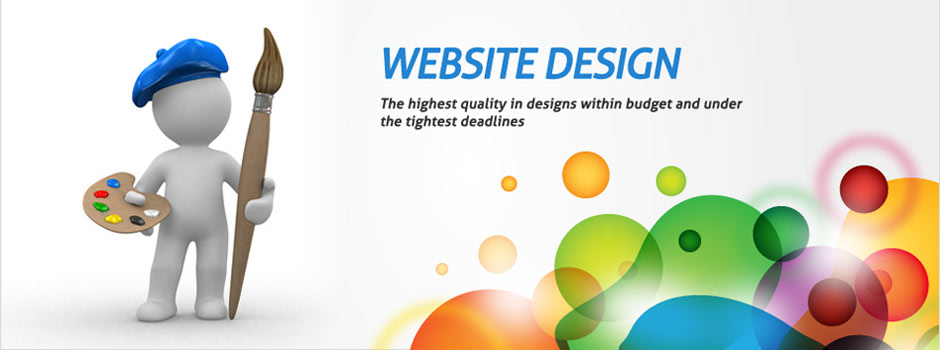 WEBSITE DESIGN
The highest quality in designs within budget and under
the tightest deadlines